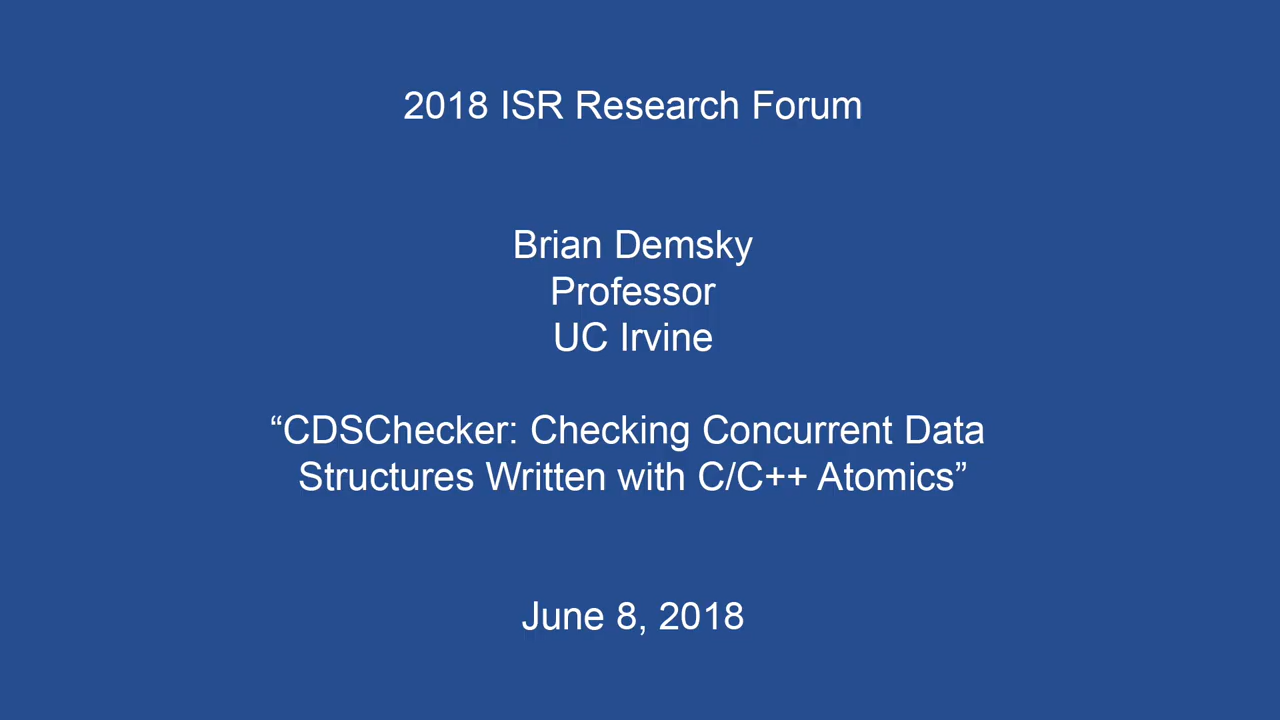 2018 ISR Research Forum
Brian Demsky
Professor
UC Irvine
“CDSChecker: Checking Concurrent Data
Structures Written with C/C++ Atomics”
June 8, 2018